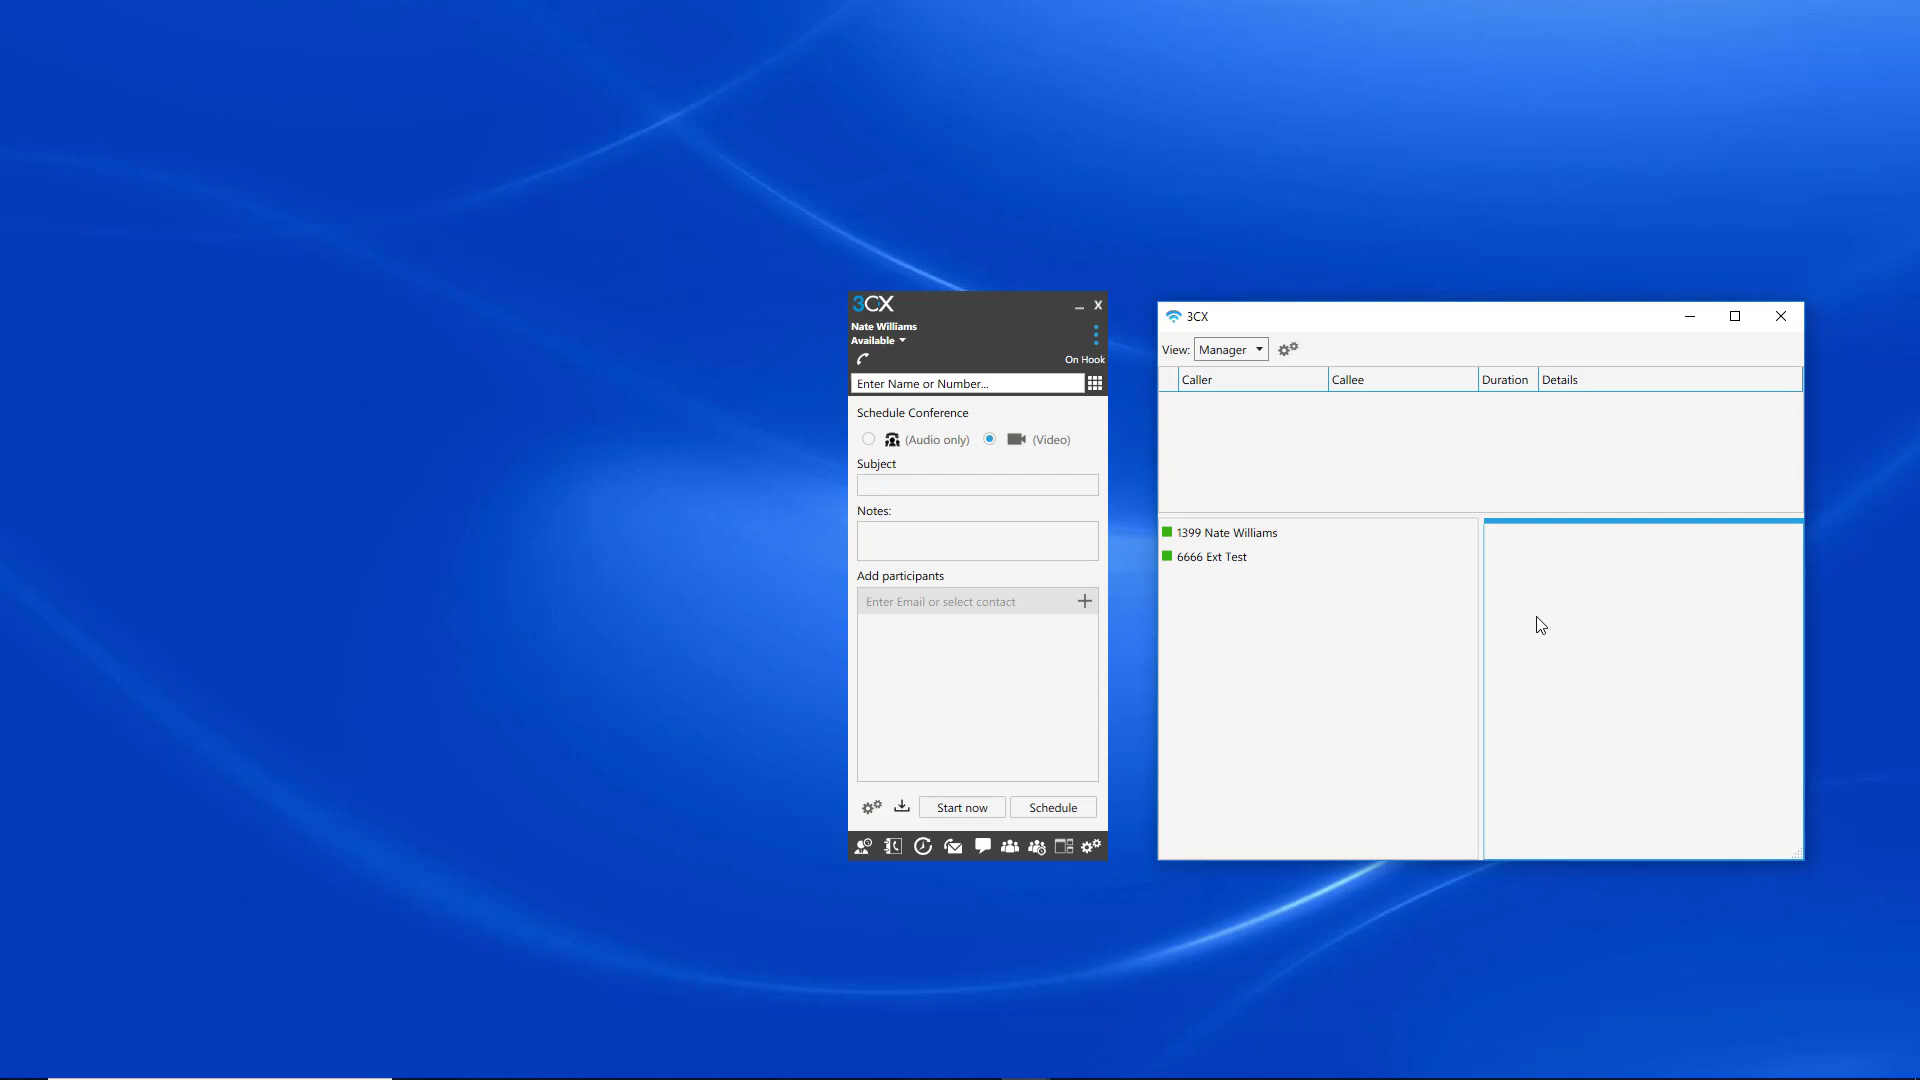 3CX
Nate Williams
Available
On Hook
Enter Name or Number...
Schedule Conference
(Audio only) (Video)
Subject
Notes:
Add participants
Enter Email or select contact
Start now Schedule
3CX
View: Manager
Caller Callee Duration Details
1399 Nate Williams
6666 Ext Test